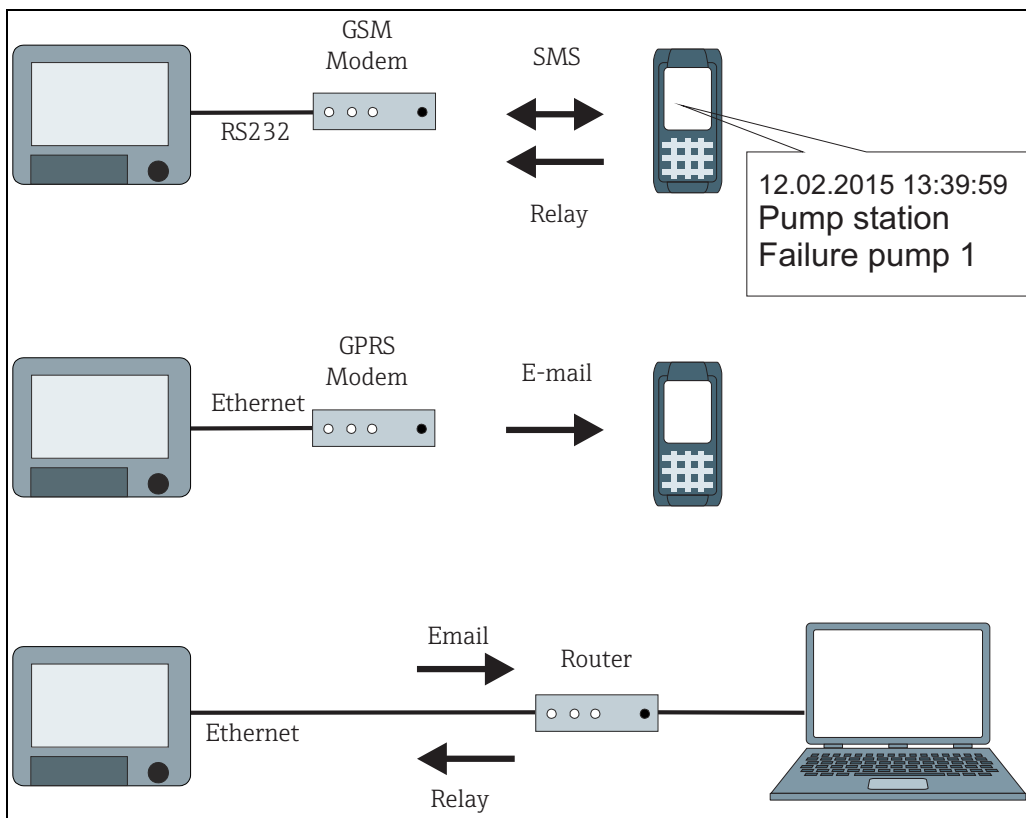 GSM
Modem
SMS
RS232
Relay
12.02.2015 13:39:59
Pump station
Failure pump 1
GPRS
Modem
E-mail
Ethernet
Email
Router
Ethernet
Relay